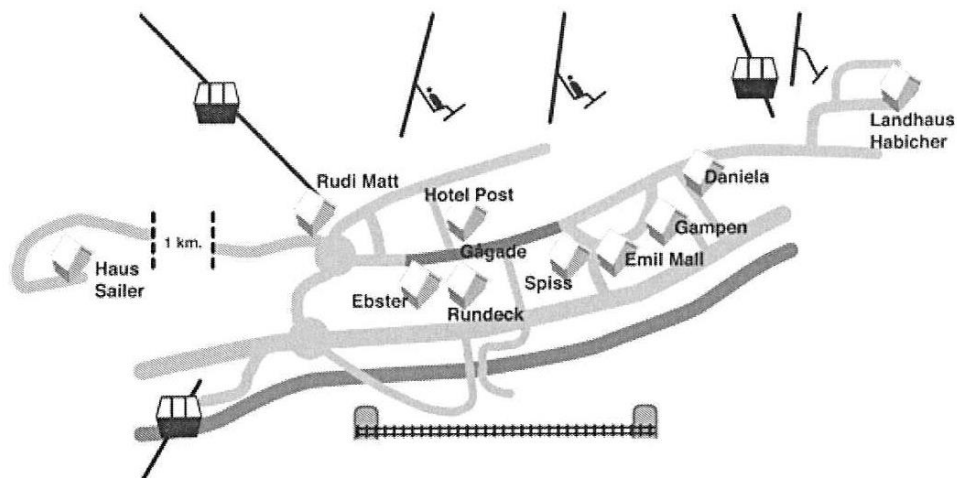 Landhaus
Habicher
Rudi Matt
Daniela
Hotel Post
1 km.
Gampen
Gågade
Haus
Sailer
Emil Mall
Spiss
Ebster
Rundeck